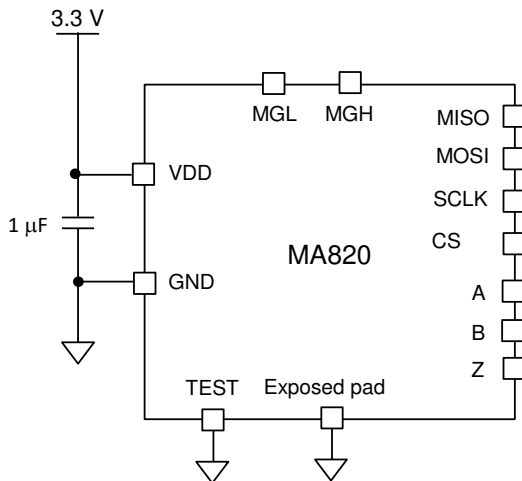 3.3 V
MGL
MGH
MISO
MOSI
VDD
SCLK
1 μF
CS
MA820
GND
A
B
Z
TEST
Exposed pad